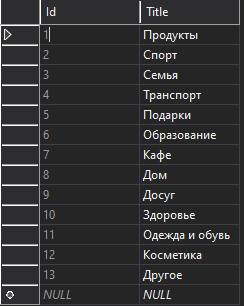 Id Title
1 Продукты
2 Спорт
3 Семья
4 Транспорт
5 Подарки
6 Образование
7 Кафе
8 Дом
9 Досуг
10 Здоровье
11 Одежда и обувь
12 Косметика
13 Другое
NULL NULL